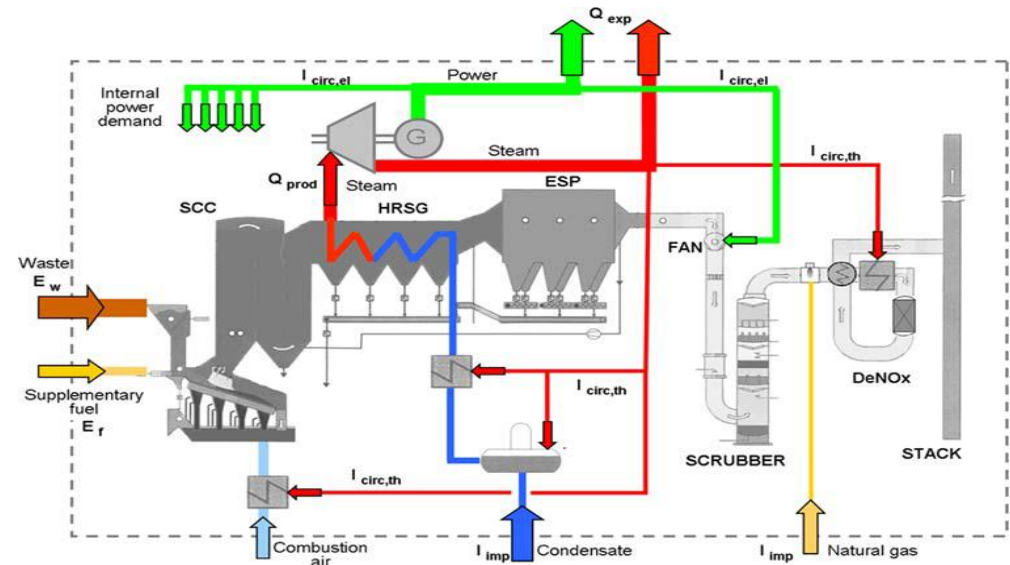 Q exp
I circ,el
Power
I circ,el
Internal
power
demand
G
Steam
I circ,th
Q prod
Steam
ESP
SCC
HRSG
FAN
Waste
E w
Supplementary
fuel
E f
I circ,th
DeNOx
I circ,th
SCRUBBER
STACK
Combustion
air
I imp
Condensate
I imp
Natural gas